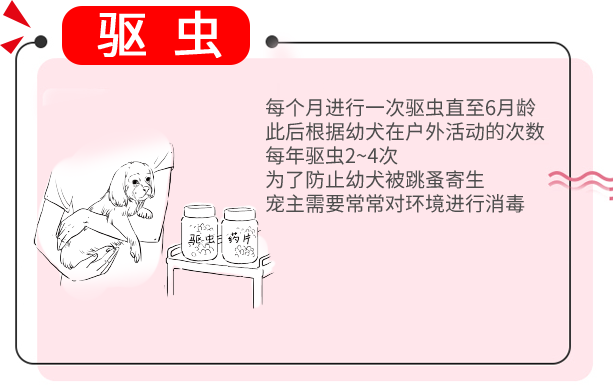 驱 虫
每个月进行一次驱虫直至6月龄
此后根据幼犬在户外活动的次数
每年驱虫2~4次
为了防止幼犬被跳蚤寄生
宠主需要常常对环境进行消毒
驱虫
药片